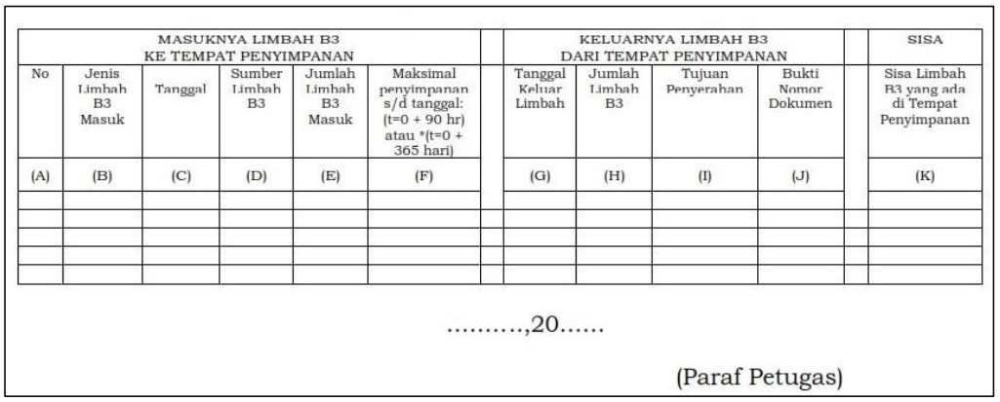 MASUKNYA LIMBAH B3
KE TEMPAT PENYIMPANAN
KELUARNYA LIMBAH B3
DARI TEMPAT PENYIMPANAN
SISA
No
Jenis
Limbah
B3
Masuk
Tanggal
Sumber
Limbah
B3
Jumlah
Limbah
B3
Masuk
Maksimal
penyimpanan
s/d tanggal:
(t=0 + 90 hr)
atau *(t=0 +
365 hari)
Tanggal
Keluar
Limbah
Jumlah
Limbah
B3
Tujuan
Penyerahan
Bukti
Nomor
Dokumen
Sisa Limbah
B3 yang ada
di Tempat
Penyimpanan
(A)
(B)
(C)
(D)
(E)
(F)
(G)
(H)
(I)
(J)
(K)
..........,20......
(Paraf Petugas)